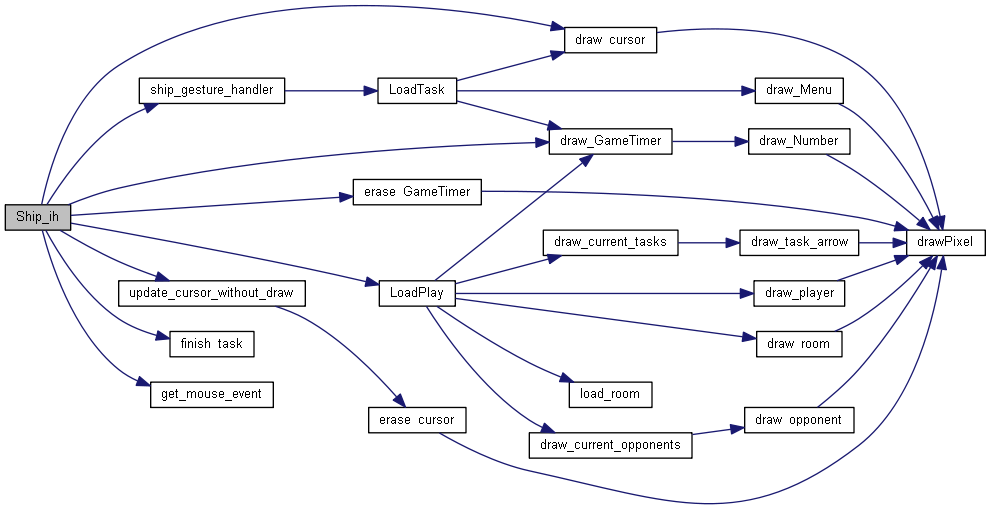 draw_cursor
ship_gesture_handler
LoadTask
draw_Menu
draw_GameTimer
draw_Number
erase_GameTimer
Ship_ih
draw_current_tasks
draw_task_arrow
drawPixel
update_cursor_without_draw
LoadPlay
draw_player
finish_task
draw_room
get_mouse_event
load_room
erase_cursor
draw_current_opponents
draw_opponent